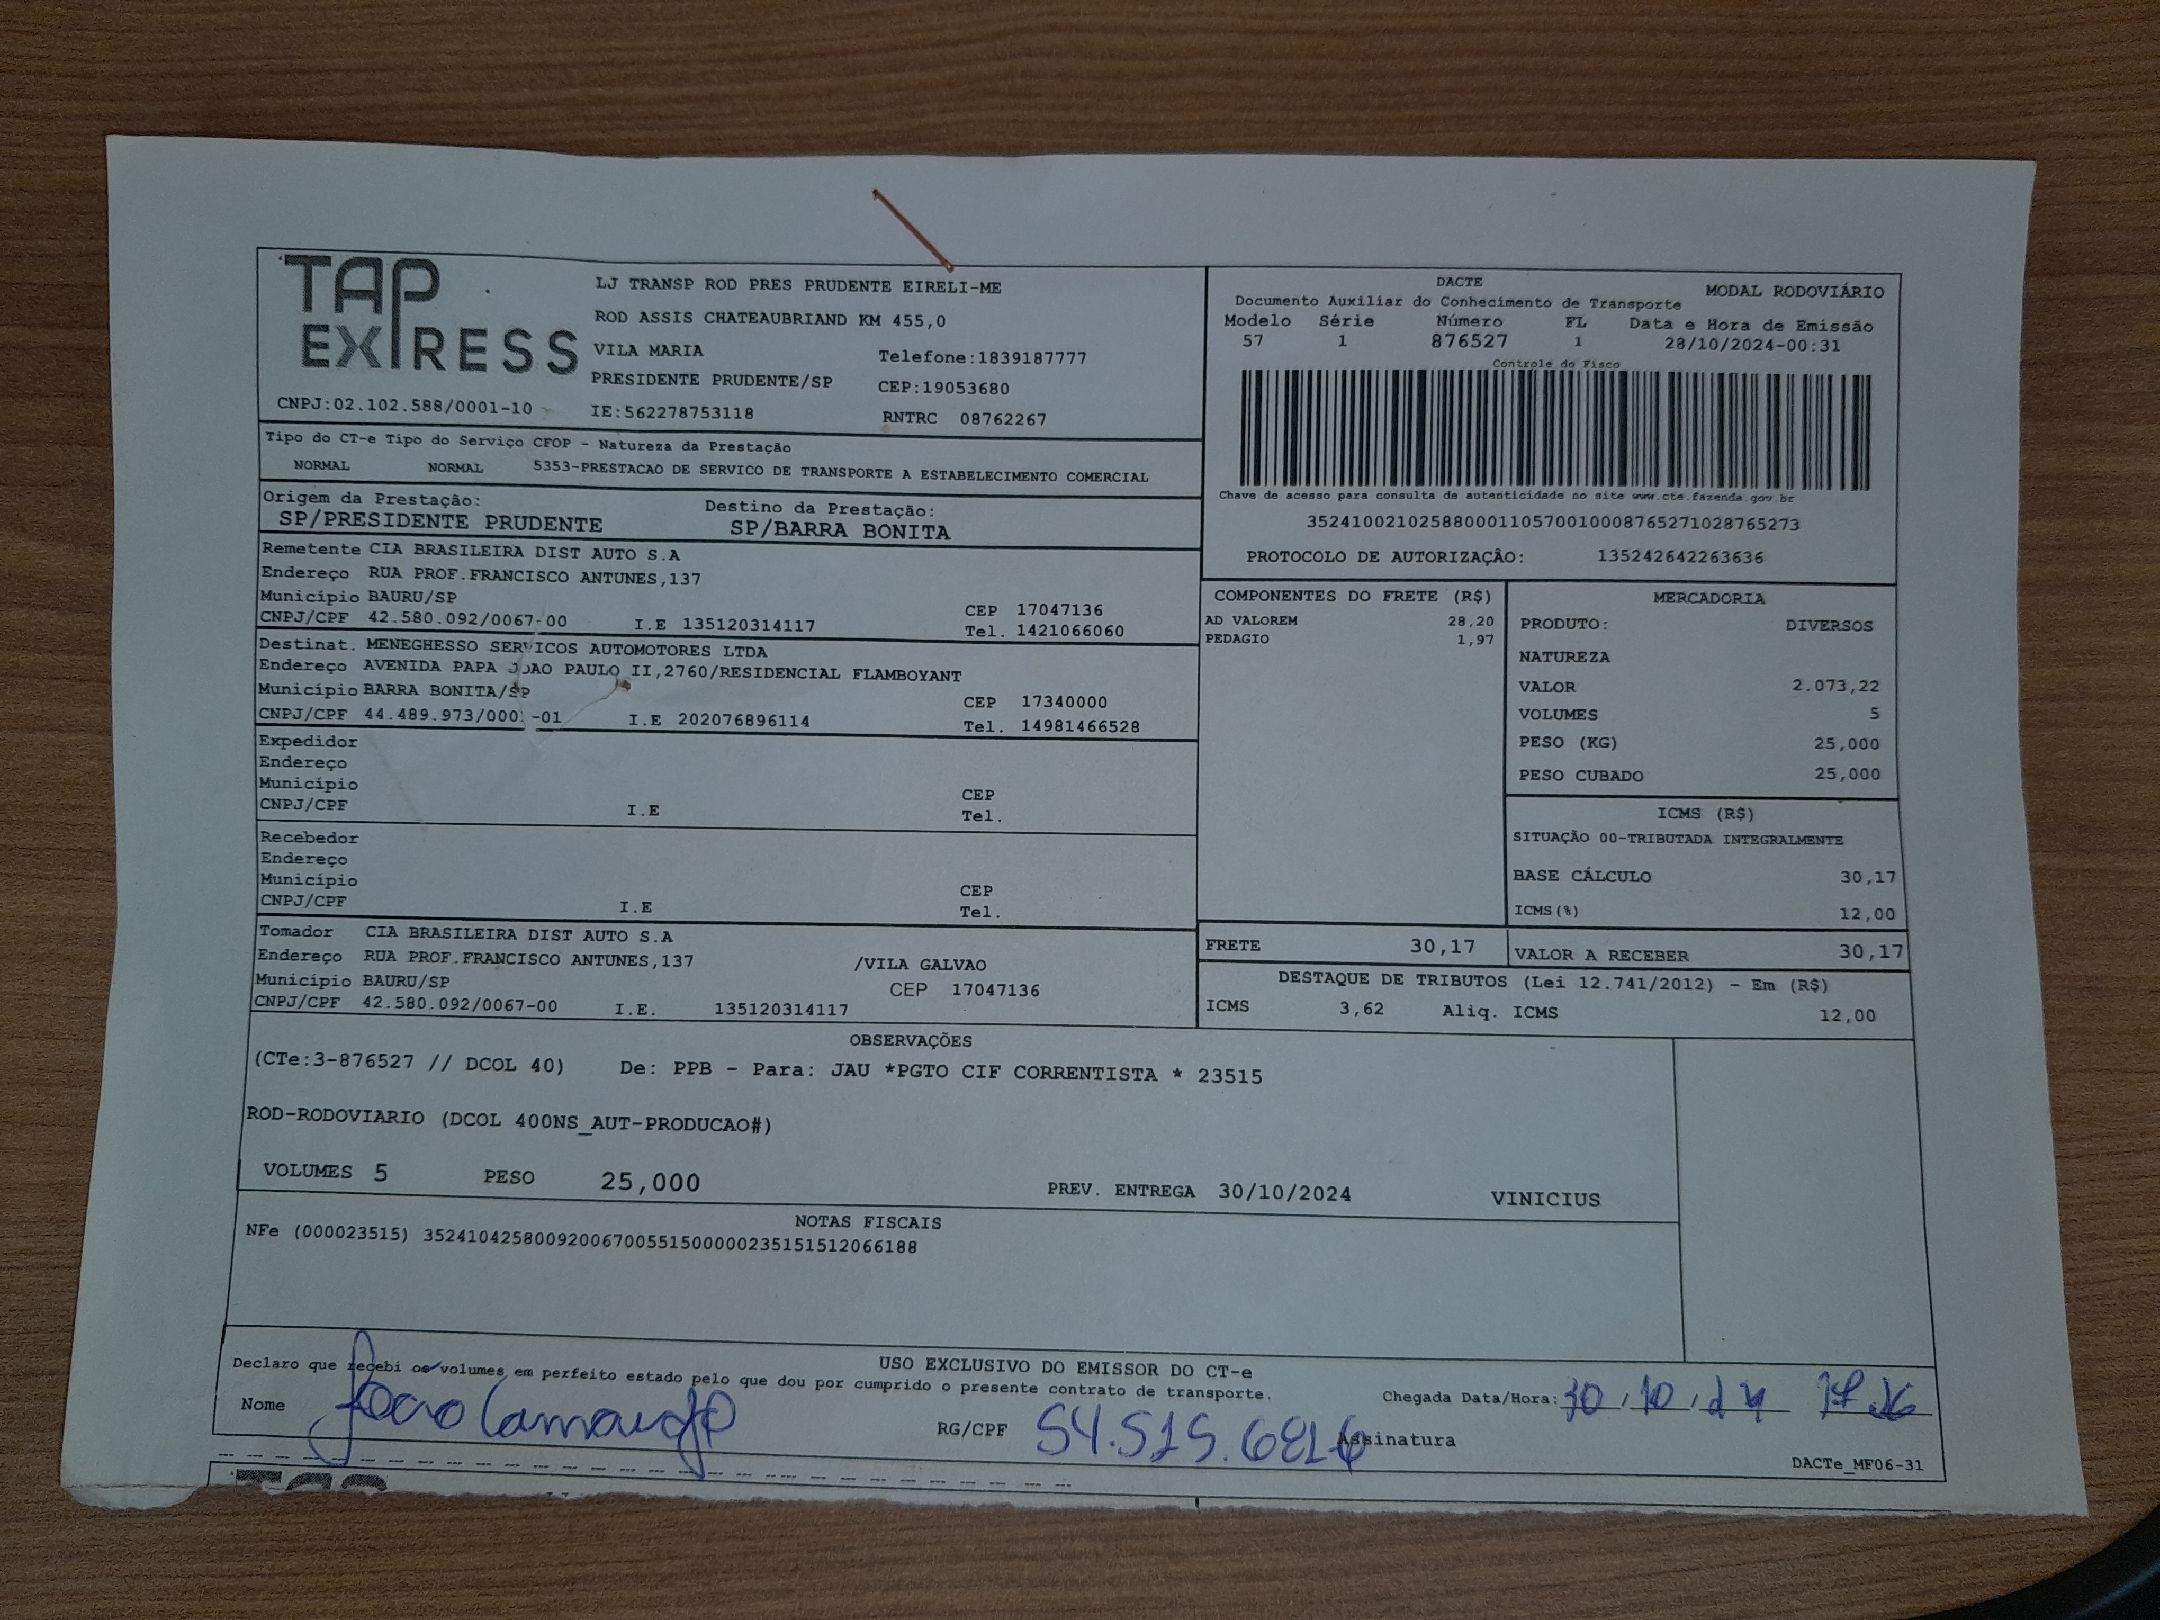 TAP
EXPRESS
CNPJ:02.102.588/0001-10
LJ TRANSP ROD PRES PRUDENTE EIRELI-ME
ROD ASSIS CHATEAUBRIAND KM 455,0
VILA MARIA Telefone:1839187777
PRESIDENTE PRUDENTE/SP CEP:19053680
IE:562278753118 RNTRC 08762267
DACTE
MODAL RODOVIÁRIO
Documento Auxiliar do Conhecimento de Transporte
Modelo Série Número FL Data e Hora de Emissão
57 1 876527 1 28/10/2024-00:31
Controle do Fisco
Chave de acesso para consulta de autenticidade no site www.cte.fazenda.gov.br
35241002102588000110570010008765271028765273
PROTOCOLO DE AUTORIZAÇÂO: 135242642263636
Tipo do CT-e Tipo do Serviço CFOP - Natureza da Prestação
NORMAL NORMAL 5353-PRESTACAO DE SERVICO DE TRANSPORTE A ESTABELECIMENTO COMERCIAL
Origem da Prestação: Destino da Prestação:
SP/PRESIDENTE PRUDENTE SP/BARRA BONITA
Remetente CIA BRASILEIRA DIST AUTO S.A
Endereço RUA PROF.FRANCISCO ANTUNES,137
Município BAURU/SP CEP 17047136
CNPJ/CPF 42.580.092/0067-00 I.E 135120314117 Tel. 1421066060
Destinat. MENEGHESSO SERVICOS AUTOMOTORES LTDA
Endereço AVENIDA PAPA JOAO PAULO II,2760/RESIDENCIAL FLAMBOYANT
Município BARRA BONITA/SP CEP 17340000
CNPJ/CPF 44.489.973/0001-01 I.E 202076896114 Tel. 14981466528
Expedidor
Endereço
Município CEP
CNPJ/CPF I.E Tel.
Recebedor
Endereço
Município CEP
CNPJ/CPF I.E Tel.
Tomador CIA BRASILEIRA DIST AUTO S.A
Endereço RUA PROF.FRANCISCO ANTUNES,137 /VILA GALVAO
Município BAURU/SP CEP 17047136
CNPJ/CPF 42.580.092/0067-00 I.E. 135120314117
COMPONENTES DO FRETE (R$)
AD VALOREM 28,20
PEDAGIO 1,97
MERCADORIA
PRODUTO: DIVERSOS
NATUREZA
VALOR 2.073,22
VOLUMES 5
PESO (KG) 25,000
PESO CUBADO 25,000
ICMS (R$)
SITUAÇÃO 00-TRIBUTADA INTEGRALMENTE
BASE CÁLCULO 30,17
ICMS(%) 12,00
FRETE 30,17 VALOR A RECEBER 30,17
DESTAQUE DE TRIBUTOS (Lei 12.741/2012) - Em (R$)
ICMS 3,62 Aliq. ICMS 12,00
OBSERVAÇÕES
(CTe:3-876527 // DCOL 40) De: PPB - Para: JAU *PGTO CIF CORRENTISTA * 23515
ROD-RODOVIARIO (DCOL 400NS_AUT-PRODUCAO#)
VOLUMES 5 PESO 25,000 PREV. ENTREGA 30/10/2024 VINICIUS
NOTAS FISCAIS
NFe (000023515) 35241042580092006700551500000235151512066188
USO EXCLUSIVO DO EMISSOR DO CT-e
Declaro que recebi os volumes em perfeito estado pelo que dou por cumprido o presente contrato de transporte.
Chegada Data/Hora: 30.10.24
Nome RG/CPF Assinatura
DACTe_MF06-31